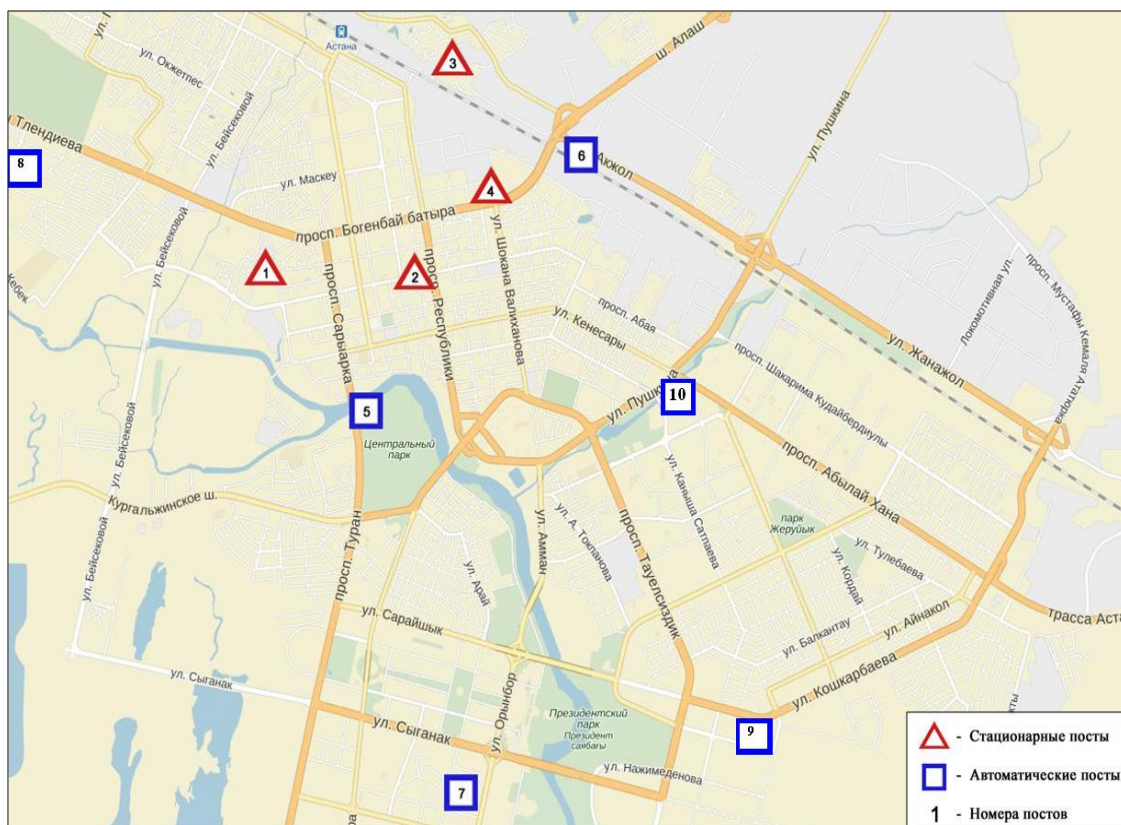 Астана
ул. Окжетпес
ул. Бейсековой
3
ш. Алаш
ул. Пушкина
Тлендиева
8
6
Акжол
ул. Маскеу
4
просп. Богенбай батыра
ул. Бейсековой
1
2
просп. Сарыарка
просп. Республики
ул. Шокана Валиханова
просп. Абая
ул. Кенесары
Локомотивная ул.
просп. Мустафы Кемаля Ататюрка
ул. Жанажол
просп. Шакарима Кудайбердиулы
5
10
ул. Пушкина
Центральный
парк
ул. Бейсековой
Кургальжинское ш.
просп. Абылай Хана
ул. Каныша Сатпаева
парк
Жеруйык
просп. Туран
ул. Амман
ул. А. Токпанова
просп. Тауелсиздик
ул. Тулебаева
ул. Кордай
ул. Арай
ул. Бейсековой
ул. Сарайшык
ул. Балкантау
ул. Айнакол
трасса Аста
ул. Кошкарбаева
ул. Сыганак
ул. Орынбор
ул. Сыганак
Президентский
парк
Президент
саябағы
9
ул. Нажимеденова
7
- Стационарные посты
- Автоматические посты
1 - Номера постов